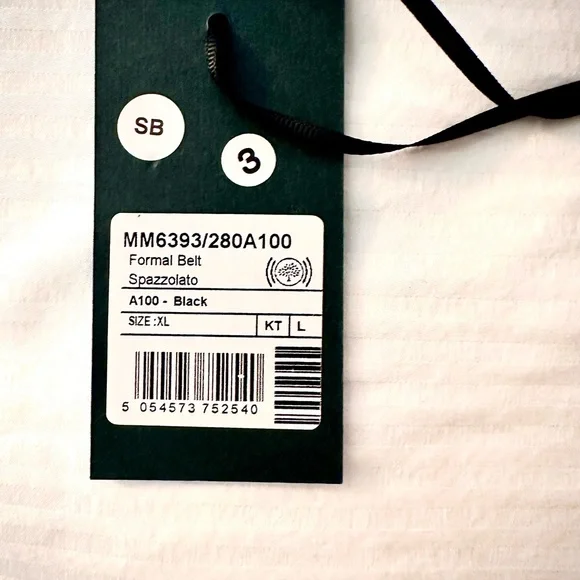 SB
3
MM6393/280A100
Formal Belt
Spazzolato
A100 - Black
SIZE :XL KT L
5 054573 752540